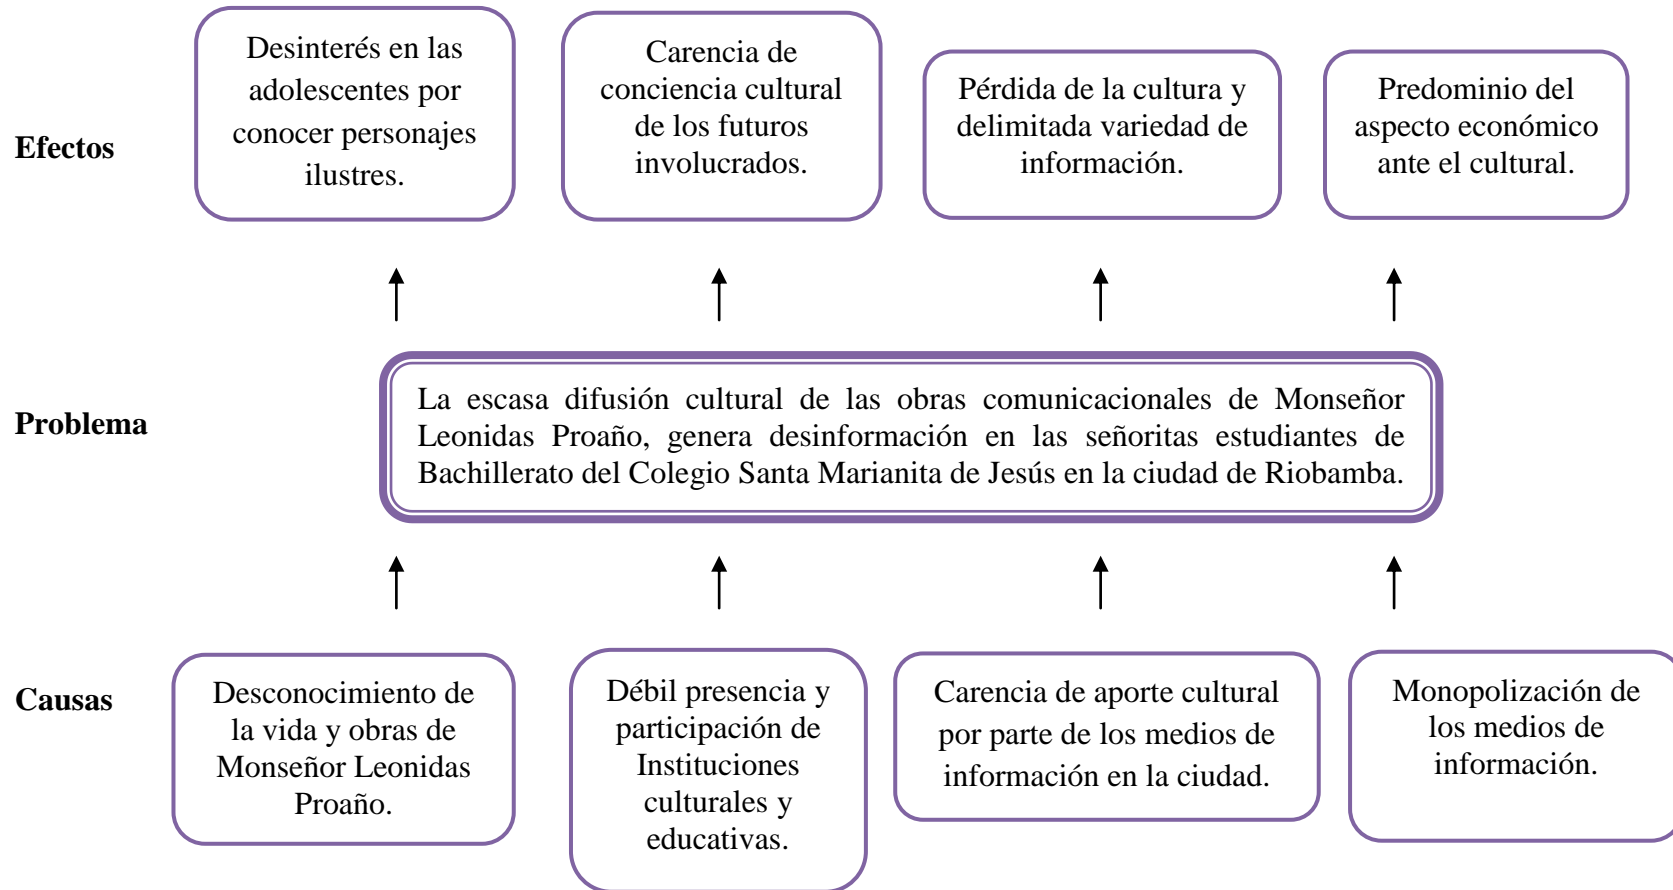 Efectos
Desinterés en las
adolescentes por
conocer personajes
ilustres.
Carencia de
conciencia cultural
de los futuros
involucrados.
Pérdida de la cultura y
delimitada variedad de
información.
Predominio del
aspecto económico
ante el cultural.
Problema
La escasa difusión cultural de las obras comunicacionales de Monseñor
Leonidas Proaño, genera desinformación en las señoritas estudiantes de
Bachillerato del Colegio Santa Marianita de Jesús en la ciudad de Riobamba.
Causas
Desconocimiento de
la vida y obras de
Monseñor Leonidas
Proaño.
Débil presencia y
participación de
Instituciones
culturales y
educativas.
Carencia de aporte cultural
por parte de los medios de
información en la ciudad.
Monopolización de
los medios de
información.